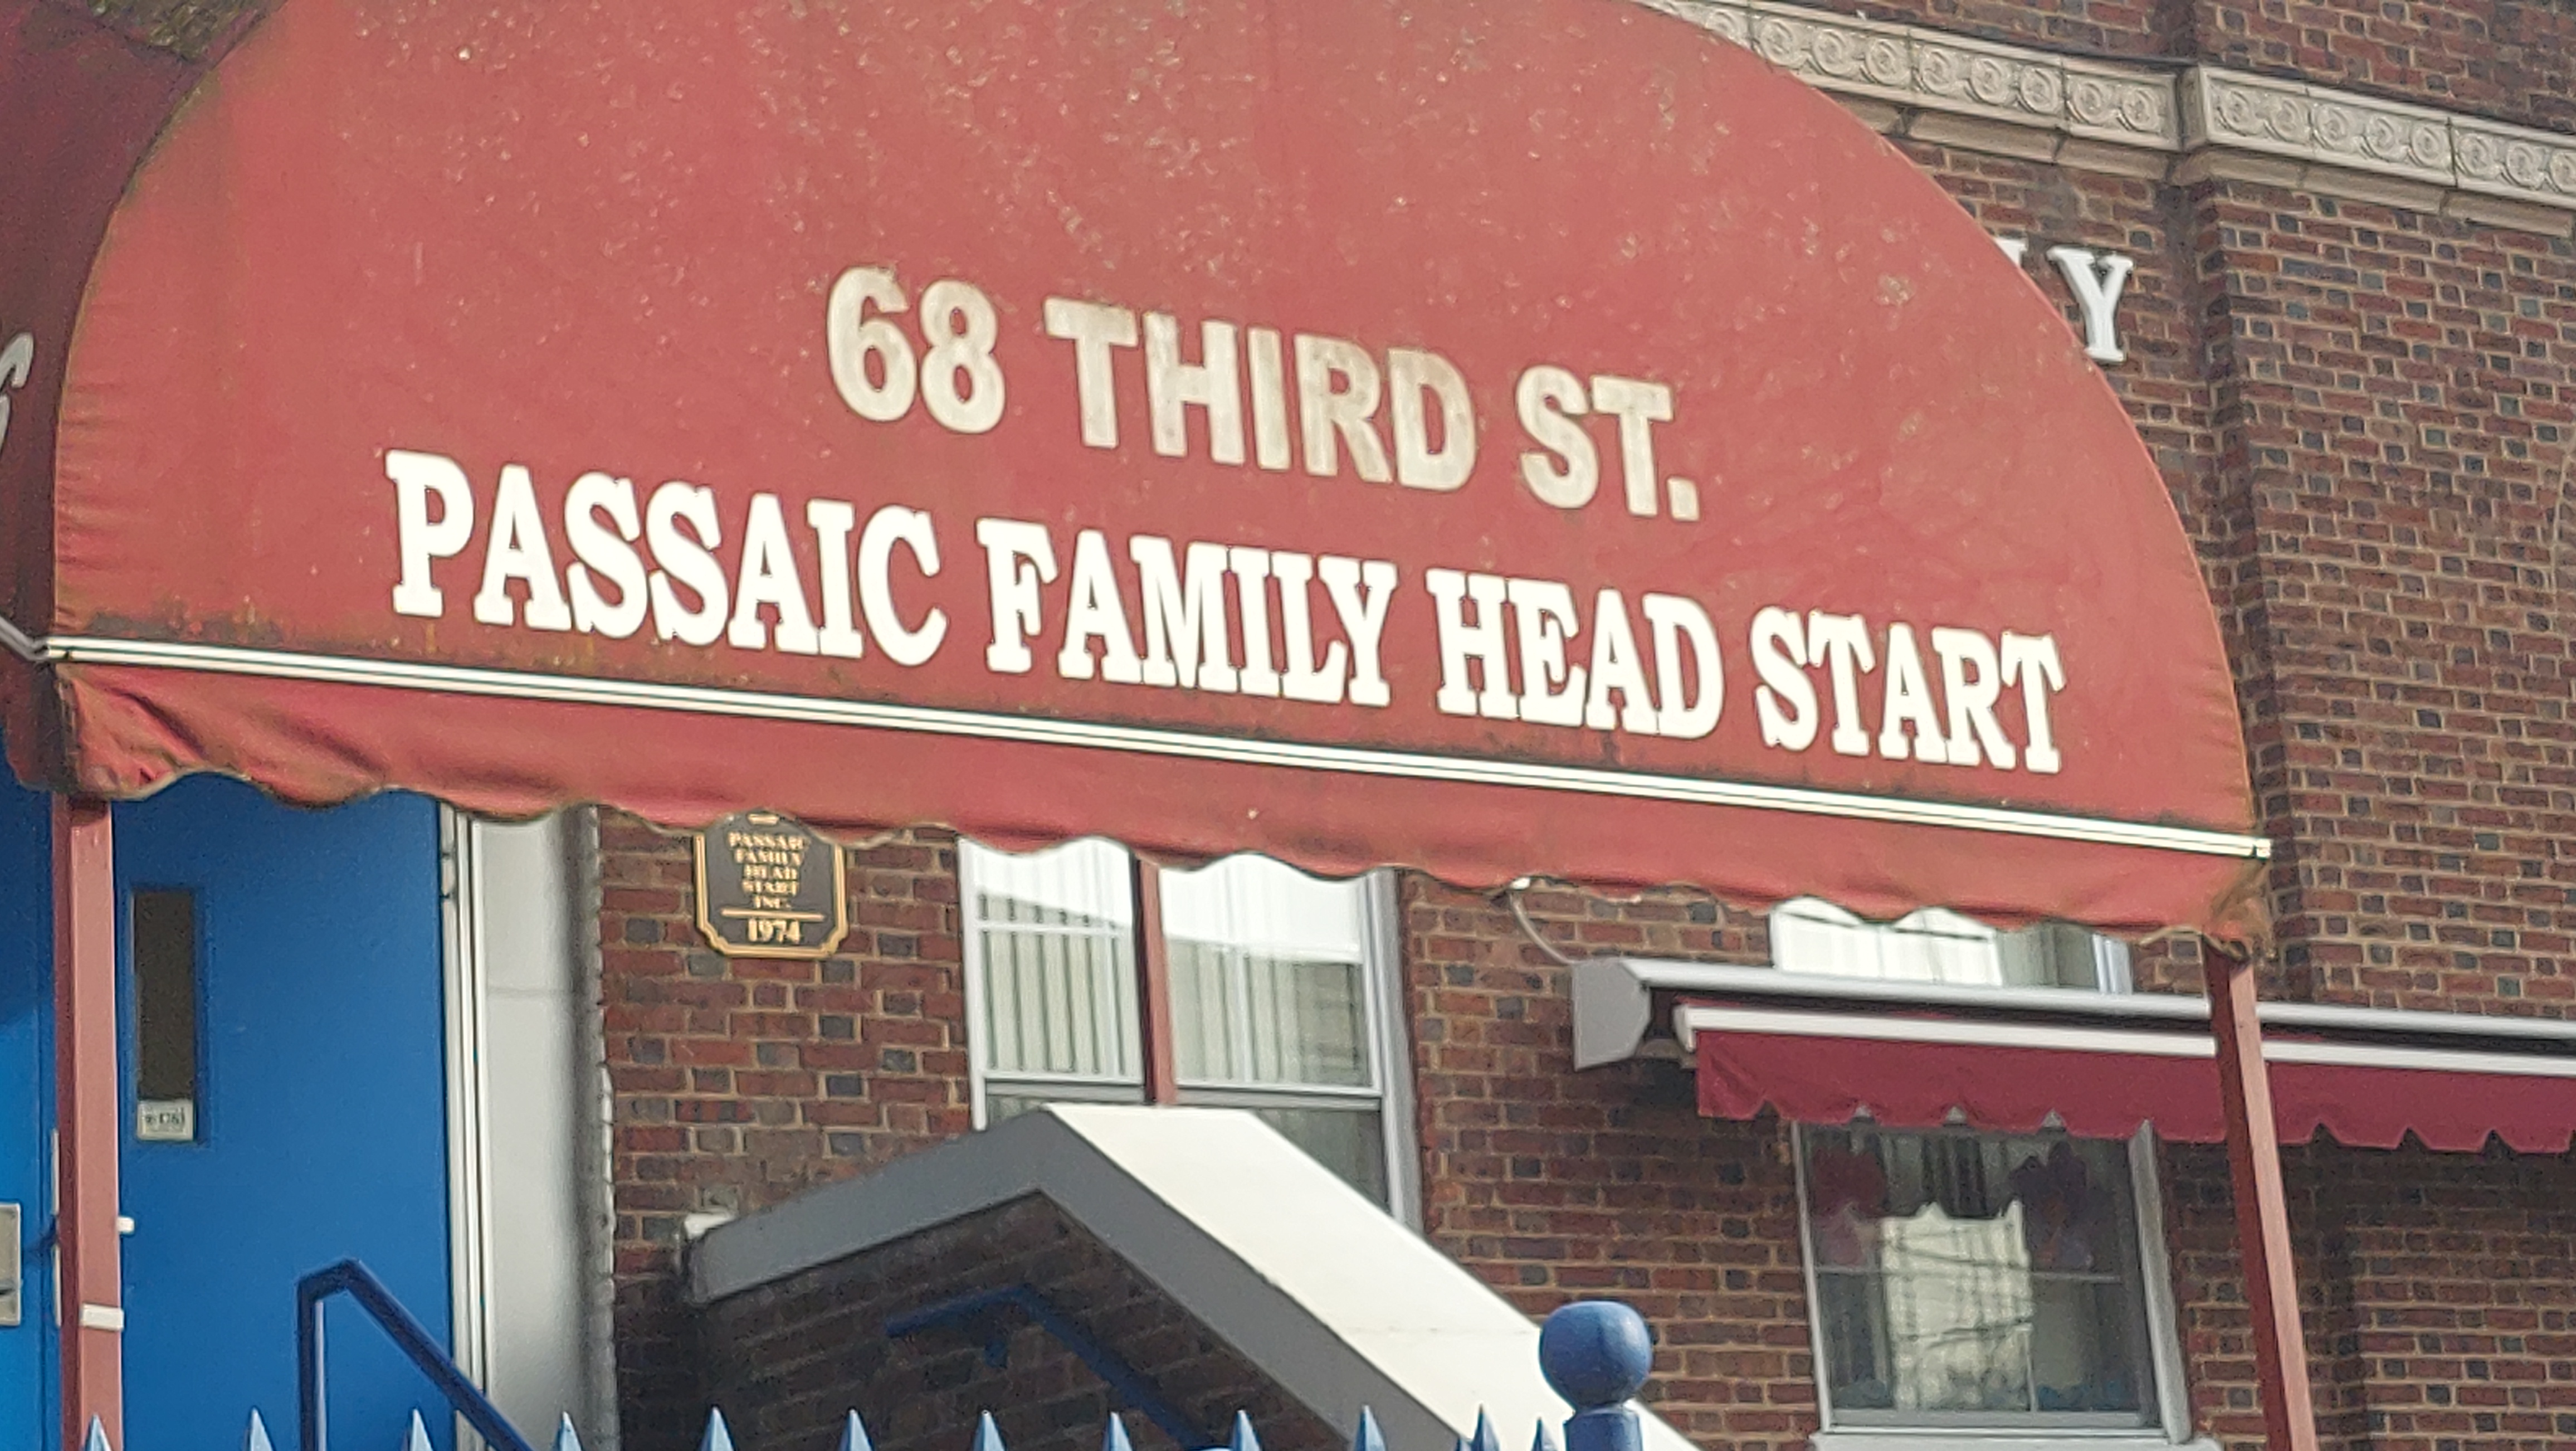 68 THIRD ST.
PASSAIC FAMILY HEAD START
Y
PASSAIC
FAMILY
HEAD
START
INC.
1974